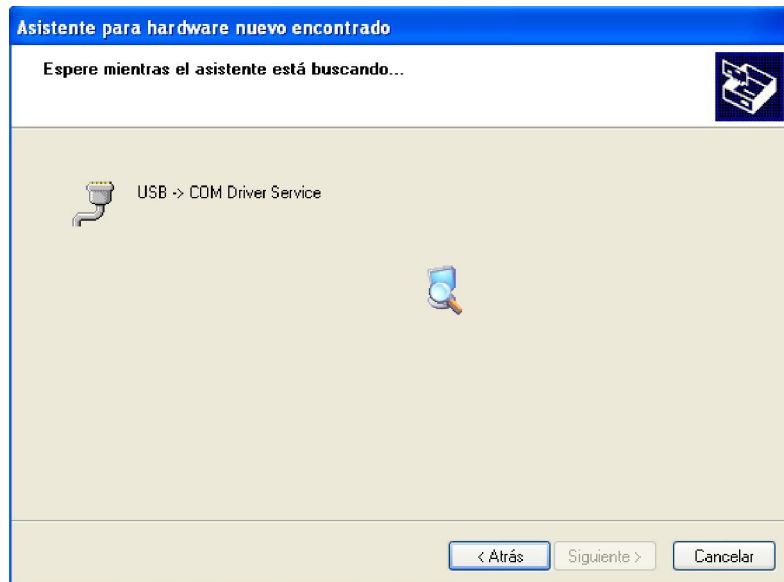 Asistente para hardware nuevo encontrado
Espere mientras el asistente está buscando...
USB -> COM Driver Service
< Atrás
Siguiente >
Cancelar